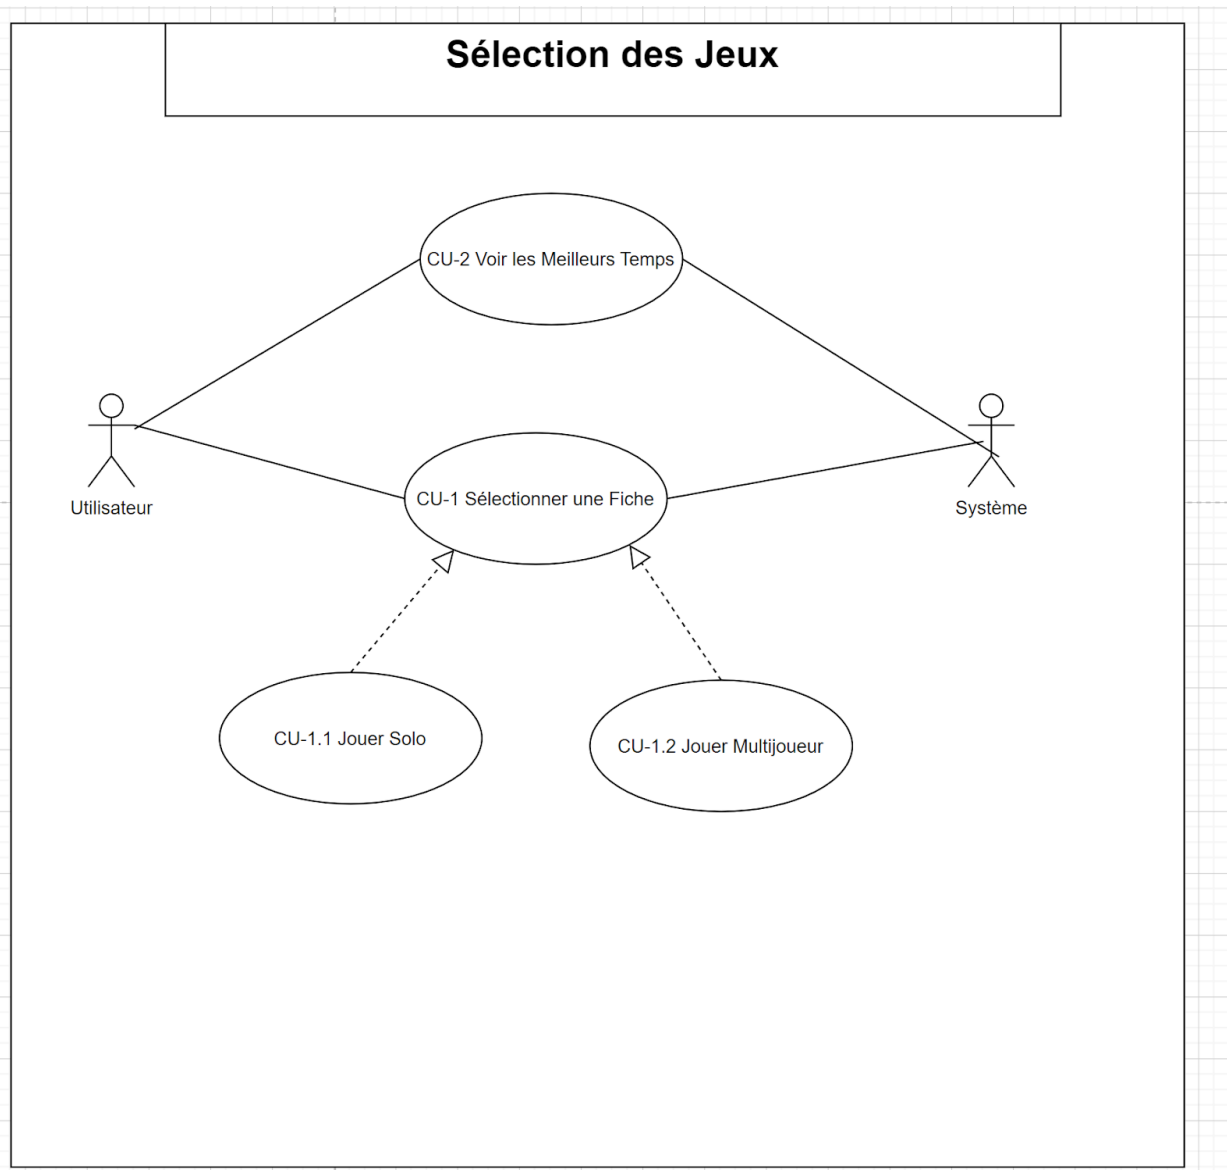 Sélection des Jeux
CU-2 Voir les Meilleurs Temps
Utilisateur
CU-1 Sélectionner une Fiche
Système
CU-1.1 Jouer Solo
CU-1.2 Jouer Multijoueur